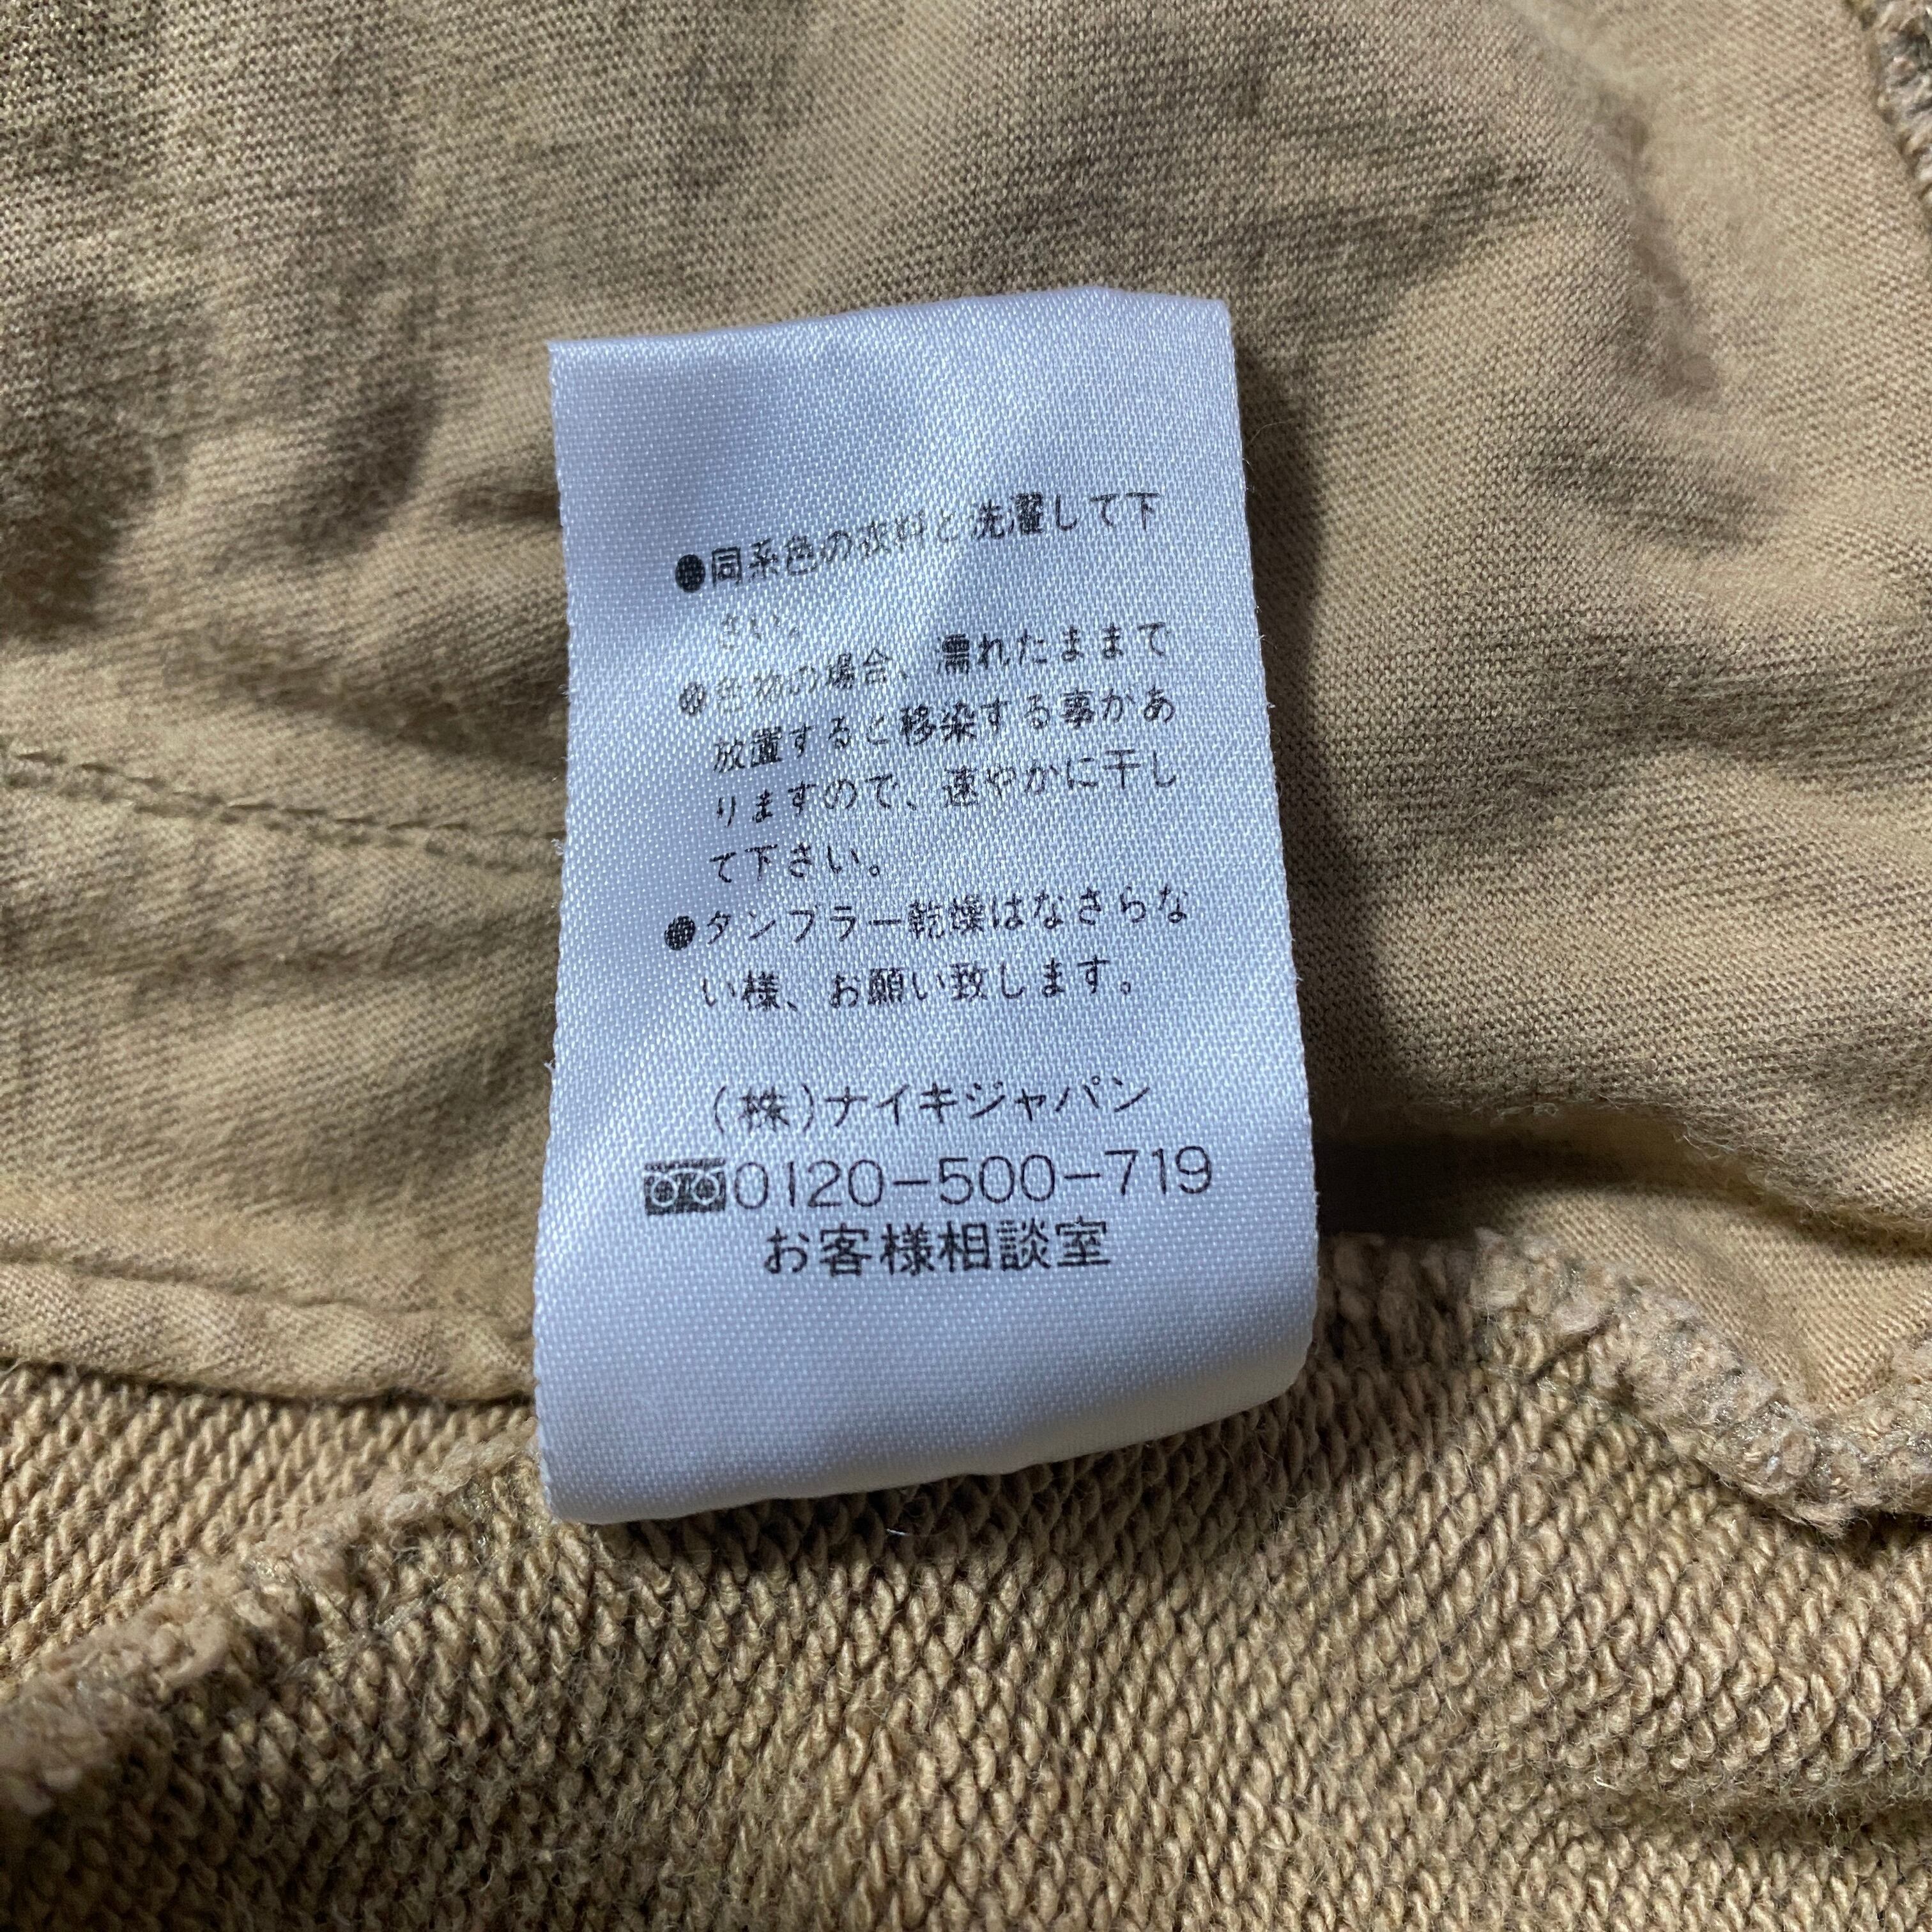 ●同系色の衣料と洗濯して下
さい。
●色物の場合、濡れたままで
放置すると移染する事があ
りますので、速やかに干し
て下さい。
●タンブラー乾燥はなさらな
い様、お願い致します。
(株)ナイキジャパン
0120-500-719
お客様相談室